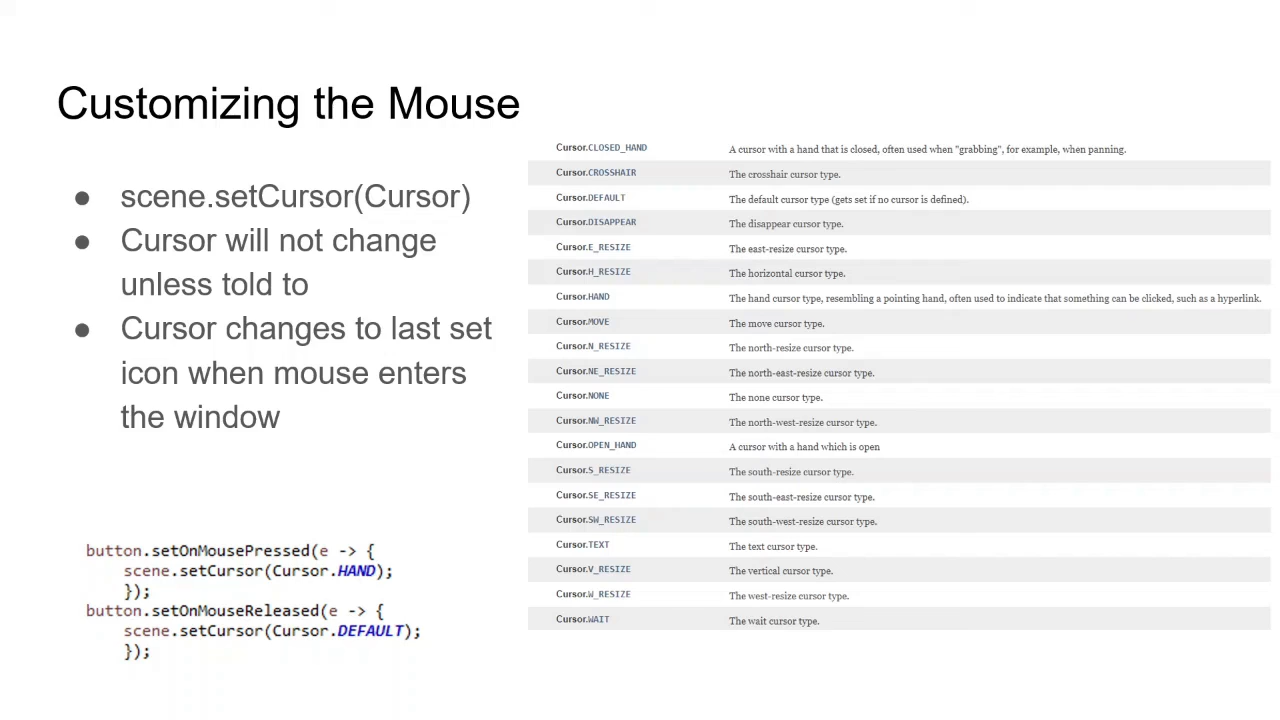 Customizing the Mouse
● scene.setCursor(Cursor)
● Cursor will not change
unless told to
● Cursor changes to last set
icon when mouse enters
the window
button.setOnMousePressed(e -> {
scene.setCursor(Cursor.HAND);
});
button.setOnMouseReleased(e -> {
scene.setCursor(Cursor.DEFAULT);
});
Cursor.CLOSED_HAND A cursor with a hand that is closed, often used when "grabbing", for example, when panning.
Cursor.CROSSHAIR The crosshair cursor type.
Cursor.DEFAULT The default cursor type (gets set if no cursor is defined).
Cursor.DISAPPEAR The disappear cursor type.
Cursor.E_RESIZE The east-resize cursor type.
Cursor.H_RESIZE The horizontal cursor type.
Cursor.HAND The hand cursor type, resembling a pointing hand, often used to indicate that something can be clicked, such as a hyperlink.
Cursor.MOVE The move cursor type.
Cursor.N_RESIZE The north-resize cursor type.
Cursor.NE_RESIZE The north-east-resize cursor type.
Cursor.NONE The none cursor type.
Cursor.NW_RESIZE The north-west-resize cursor type.
Cursor.OPEN_HAND A cursor with a hand which is open
Cursor.S_RESIZE The south-resize cursor type.
Cursor.SE_RESIZE The south-east-resize cursor type.
Cursor.SW_RESIZE The south-west-resize cursor type.
Cursor.TEXT The text cursor type.
Cursor.V_RESIZE The vertical cursor type.
Cursor.W_RESIZE The west-resize cursor type.
Cursor.WAIT The wait cursor type.